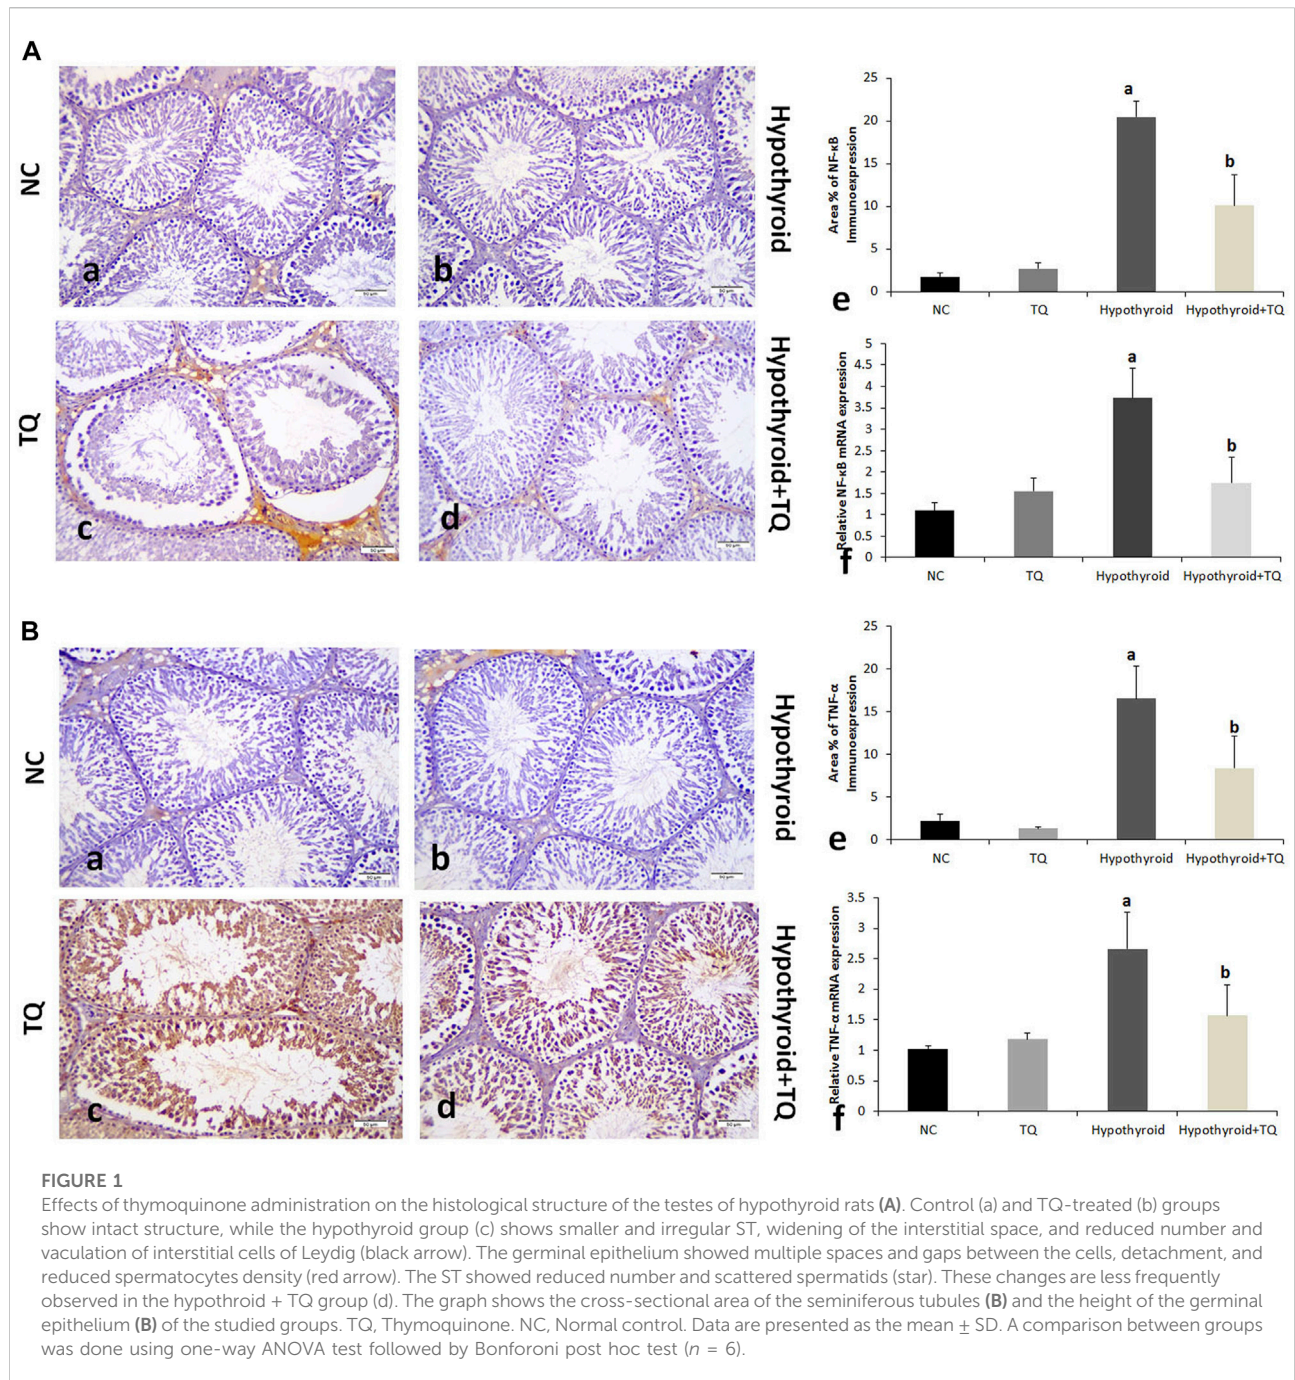 A
NC
a
b
Hypothyroid
TQ
c
50 µm
d
Hypothyroid+TQ
Area % of NF-κB
Immunoexpression
25
20
15
10
5
0
a
b
e
NC
TQ
Hypothyroid
Hypothyroid+TQ
Relative NF-κB mRNA expression
5
4.5
4
3.5
3
2.5
2
1.5
1
0.5
0
a
b
f
NC
TQ
Hypothyroid
Hypothyroid+TQ
B
NC
a
50 µm
b
50 µm
Hypothyroid
TQ
c
50 µm
d
50 µm
Hypothyroid+TQ
Area % of TNF-α
Immunoexpression
25
20
15
10
5
0
a
b
e
NC
TQ
Hypothyroid
Hypothyroid+TQ
Relative TNF-α mRNA expression
3.5
3
2.5
2
1.5
1
0.5
0
a
b
f
NC
TQ
Hypothyroid
Hypothyroid+TQ
FIGURE 1
Effects of thymoquinone administration on the histological structure of the testes of hypothyroid rats (A). Control (a) and TQ-treated (b) groups
show intact structure, while the hypothyroid group (c) shows smaller and irregular ST, widening of the interstitial space, and reduced number and
vaculation of interstitial cells of Leydig (black arrow). The germinal epithelium showed multiple spaces and gaps between the cells, detachment, and
reduced spermatocytes density (red arrow). The ST showed reduced number and scattered spermatids (star). These changes are less frequently
observed in the hypothroid + TQ group (d). The graph shows the cross-sectional area of the seminiferous tubules (B) and the height of the germinal
epithelium (B) of the studied groups. TQ, Thymoquinone. NC, Normal control. Data are presented as the mean ± SD. A comparison between groups
was done using one-way ANOVA test followed by Bonforoni post hoc test (n = 6).